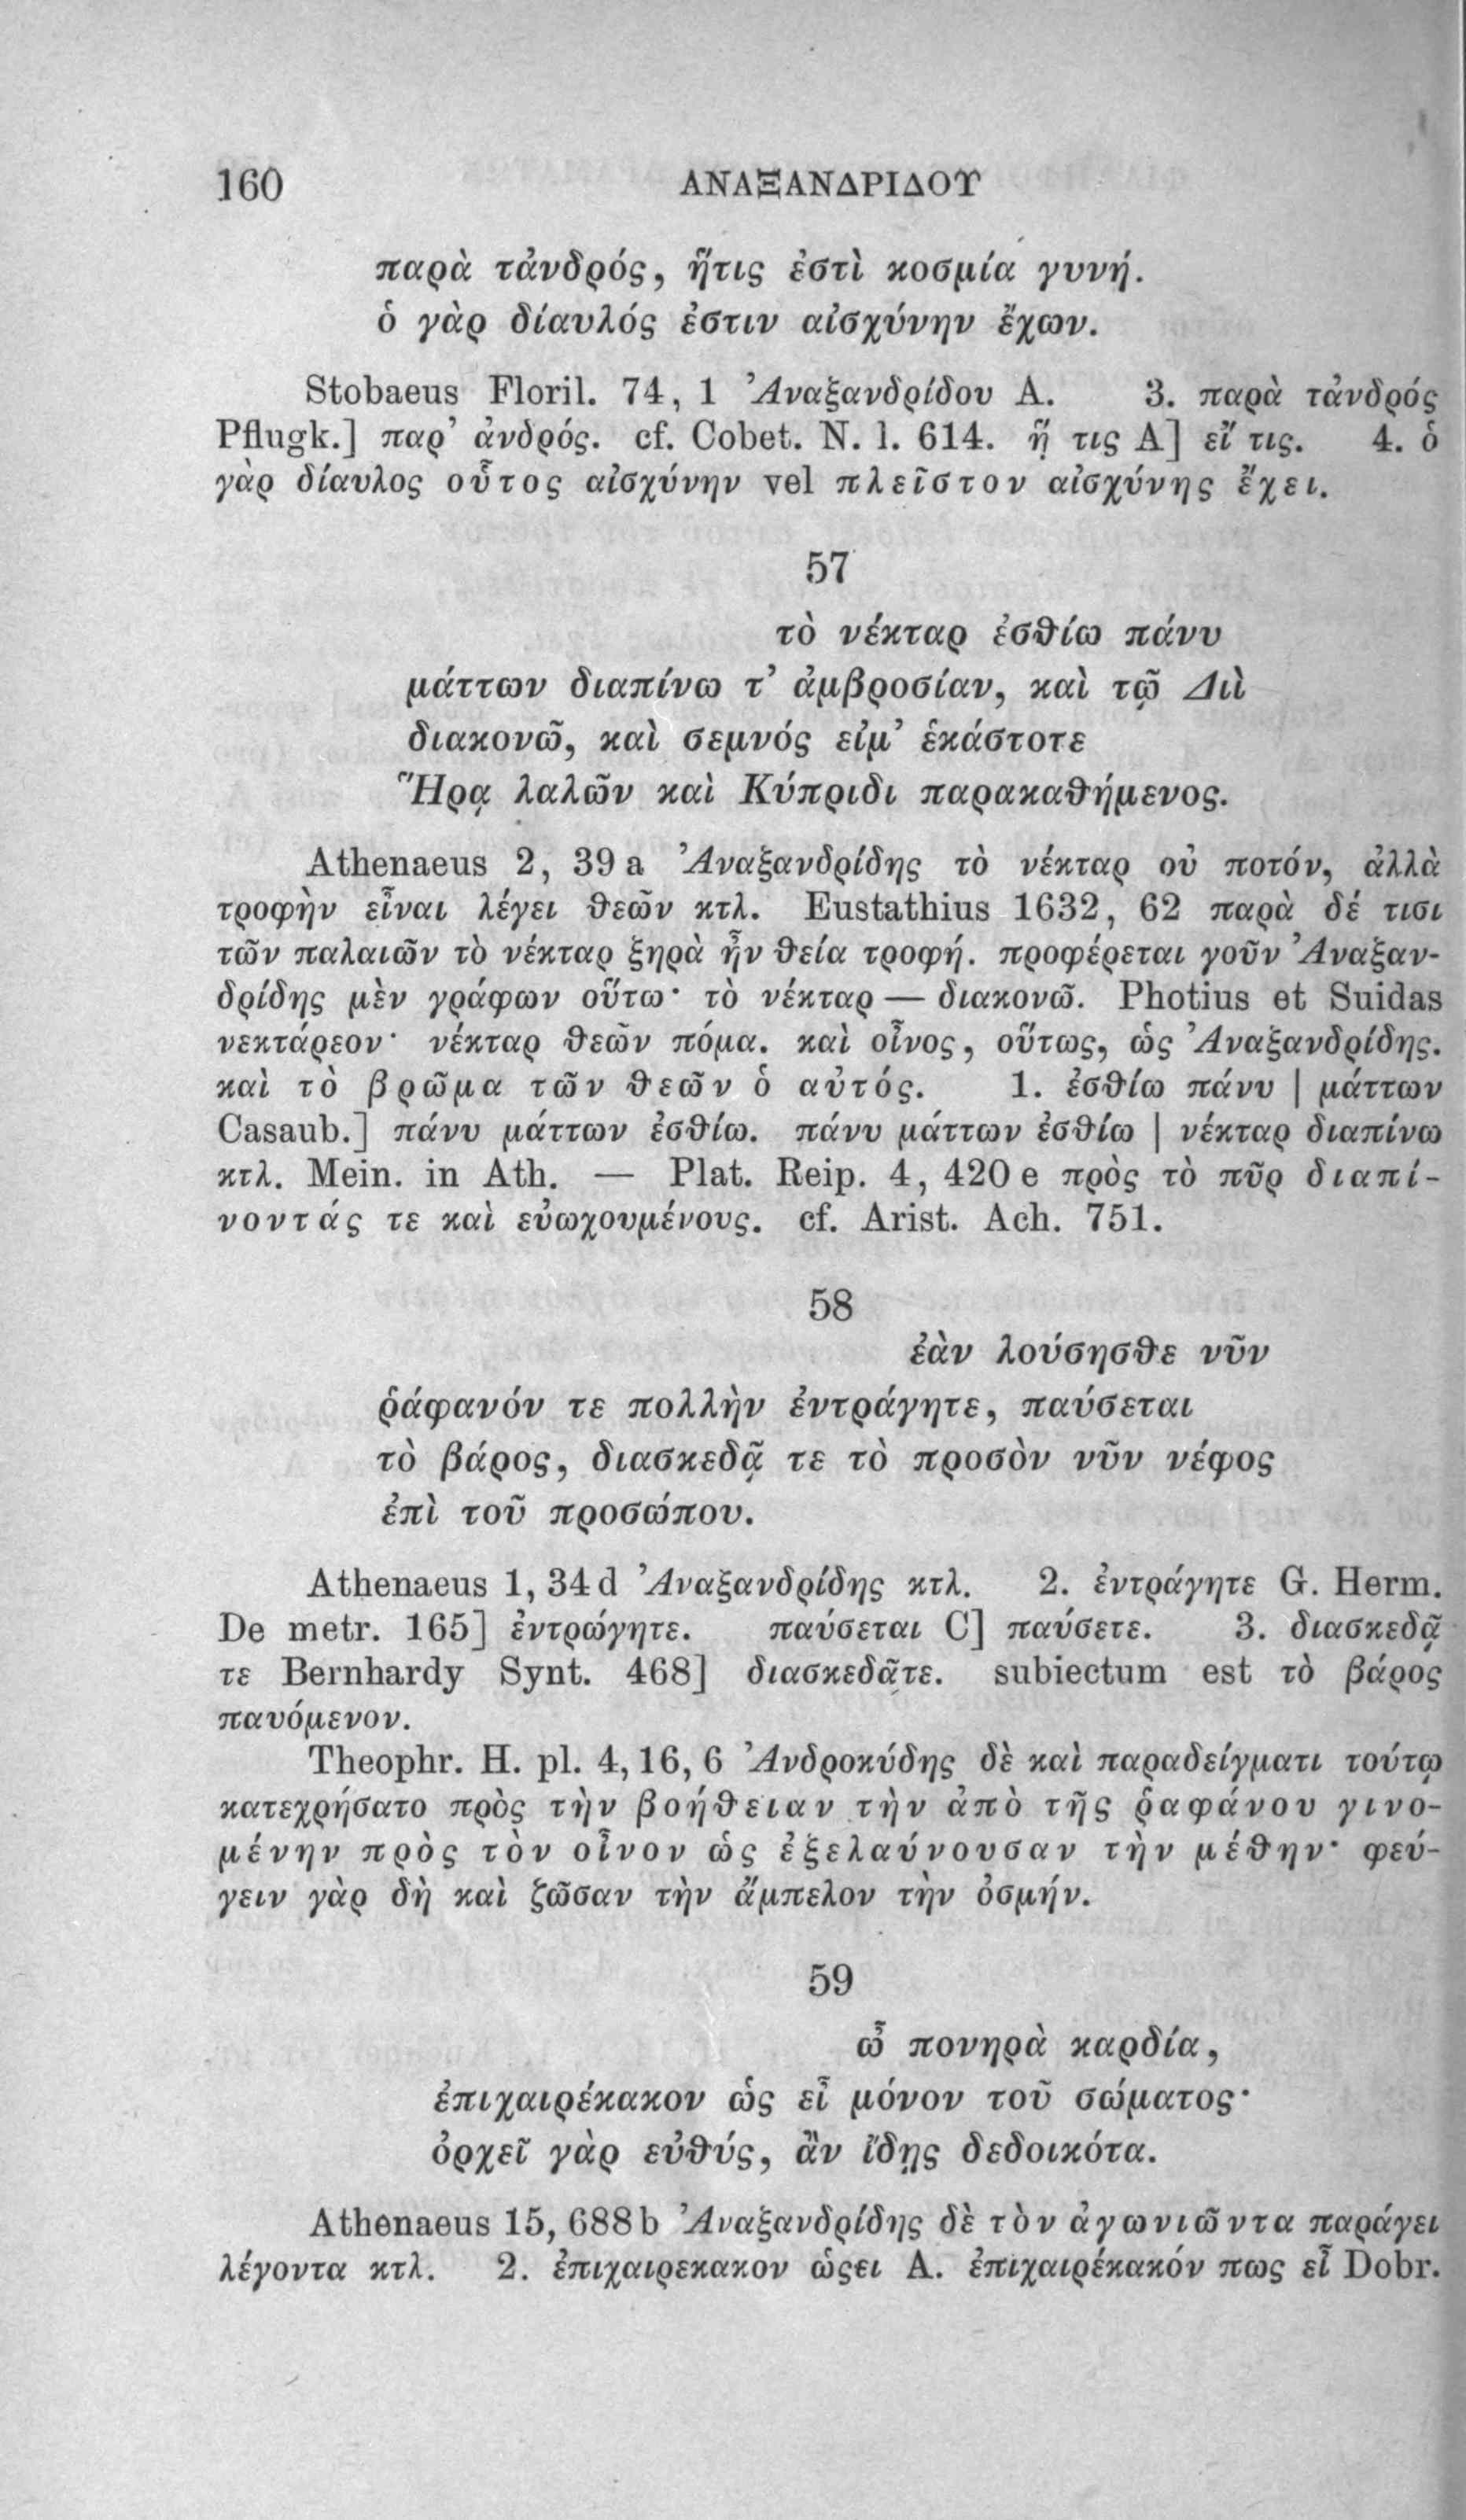 160 ΑΝΑΞΑΝΔΡΙΔΟΥ
παρὰ τἀνδρός, ἥτις ἐστὶ κοσμία γυνή.
ὁ γὰρ δίαυλός ἐστιν αἰσχύνην ἔχων.
Stobaeus Floril. 74, 1 Ἀναξανδρίδου A. 3. παρὰ τἀνδρός
Pflugk.] παρ᾽ ἀνδρός. cf. Cobet. N. l. 614. ᾕ τις A] εἴ τις. 4. ὁ
γὰρ δίαυλος οὗτος αἰσχύνην vel πλεῖστον αἰσχύνης ἔχει.
57
τὸ νέκταρ ἐσθίω πάνυ
μάττων διαπίνω τ᾽ ἀμβροσίαν, καὶ τῷ Διὶ
διακονῶ, καὶ σεμνός εἰμ᾽ ἑκάστοτε
Ἥρᾳ λαλῶν καὶ Κύπριδι παρακαθήμενος.
Athenaeus 2, 39 a Ἀναξανδρίδης τὸ νέκταρ οὐ ποτόν, ἀλλὰ
τροφὴν εἶναι λέγει θεῶν κτλ. Eustathius 1632, 62 παρὰ δέ τισι
τῶν παλαιῶν τὸ νέκταρ ξηρὰ ἦν θεία τροφή. προφέρεται γοῦν Ἀναξαν-
δρίδης μὲν γράφων οὕτω· τὸ νέκταρ — διακονῶ. Photius et Suidas
νεκτάρεον· νέκταρ θεῶν πόμα. καὶ οἶνος, οὕτως, ὡς Ἀναξανδρίδης.
καὶ τὸ βρῶμα τῶν θεῶν ὁ αὐτός. 1. ἐσθίω πάνυ | μάττων
Casaub.] πάνυ μάττων ἐσθίω. πάνυ μάττων ἐσθίω | νέκταρ διαπίνω
κτλ. Mein. in Ath. — Plat. Reip. 4, 420 e πρὸς τὸ πῦρ διαπί-
νοντάς τε καὶ εὐωχουμένους. cf. Arist. Ach. 751.
58
ἐὰν λούσησθε νῦν
ῥάφανόν τε πολλὴν ἐντράγητε, παύσεται
τὸ βάρος, διασκεδᾷ τε τὸ προσὸν νῦν νέφος
ἐπὶ τοῦ προσώπου.
Athenaeus 1, 34 d Ἀναξανδρίδης κτλ. 2. ἐντράγητε G. Herm.
De metr. 165] ἐντρώγητε. παύσεται C] παύσετε. 3. διασκεδᾷ
τε Bernhardy Synt. 468] διασκεδᾶτε. subiectum est τὸ βάρος
παυόμενον.
Theophr. H. pl. 4, 16, 6 Ἀνδροκύδης δὲ καὶ παραδείγματι τούτῳ
κατεχρήσατο πρὸς τὴν βοήθειαν τὴν ἀπὸ τῆς ῥαφάνου γινο-
μένην πρὸς τὸν οἶνον ὡς ἐξελαύνουσαν τὴν μέθην· φεύ-
γειν γὰρ δὴ καὶ ζῶσαν τὴν ἄμπελον τὴν ὀσμήν.
59
ὦ πονηρὰ καρδία,
ἐπιχαιρέκακον ὡς εἶ μόνον τοῦ σώματος·
ὀρχεῖ γὰρ εὐθύς, ἂν ἴδῃς δεδοικότα.
Athenaeus 15, 688 b Ἀναξανδρίδης δὲ τὸν ἀγωνιῶντα παράγει
λέγοντα κτλ. 2. ἐπιχαιρεκακον ὡςει A. ἐπιχαιρέκακόν πως εἶ Dobr.